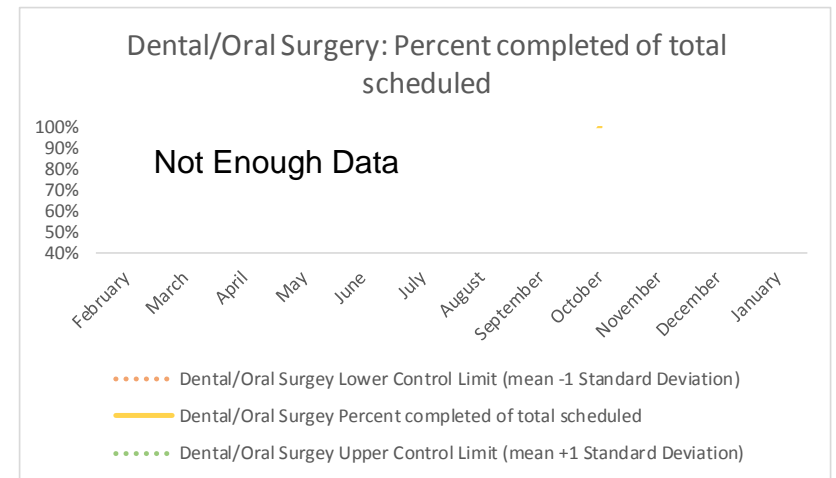 Dental/Oral Surgery: Percent completed of total
scheduled
100%
90%
80%
70%
60%
50%
40%
Not Enough Data
February
March
April
May
June
July
August
September
October
November
December
January
Dental/Oral Surgey Lower Control Limit (mean -1 Standard Deviation)
Dental/Oral Surgey Percent completed of total scheduled
Dental/Oral Surgey Upper Control Limit (mean +1 Standard Deviation)